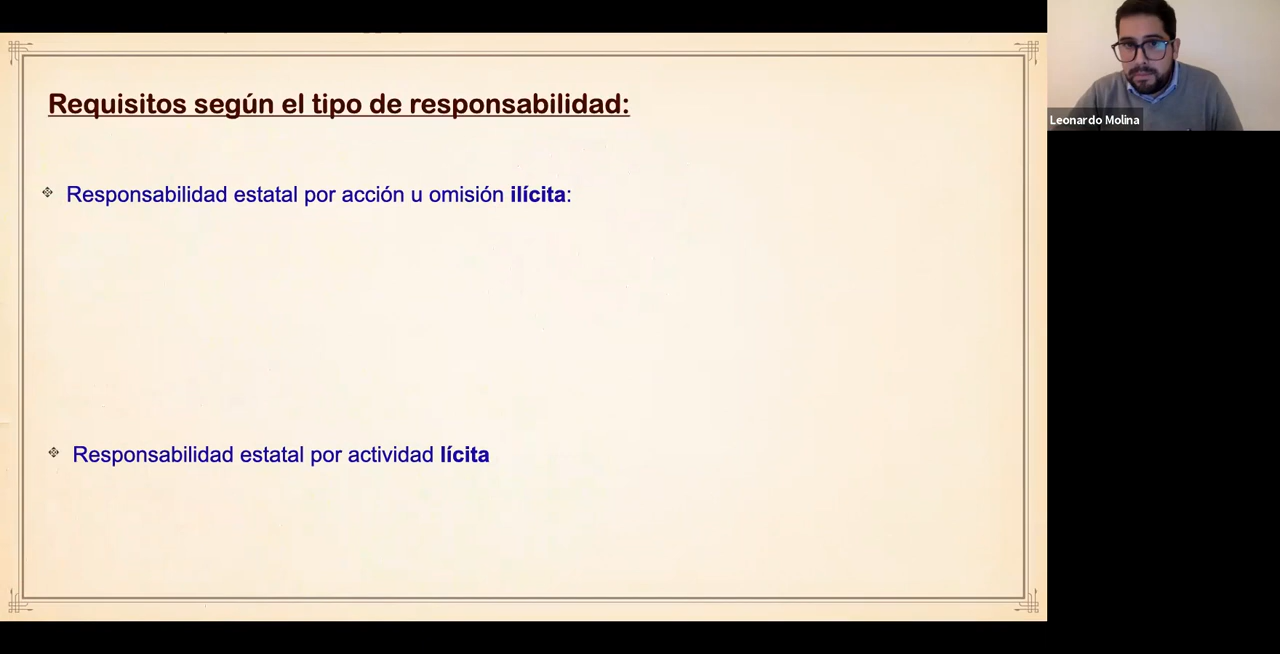 Requisitos según el tipo de responsabilidad:
Responsabilidad estatal por acción u omisión ilícita:
Responsabilidad estatal por actividad lícita
Leonardo Molina